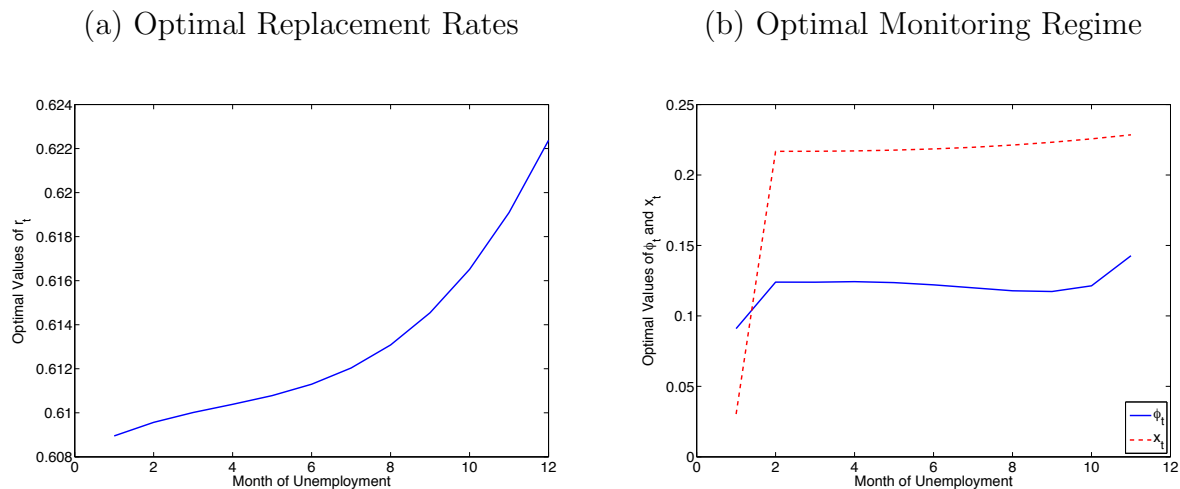 (a) Optimal Replacement Rates
0.624
0.622
0.62
0.618
0.616
0.614
0.612
0.61
0.608
Optimal Values of r_t
0 2 4 6 8 10 12
Month of Unemployment
(b) Optimal Monitoring Regime
0.25
0.2
0.15
0.1
0.05
0
Optimal Values of ϕ_t and x_t
0 2 4 6 8 10 12
Month of Unemployment
ϕ_t
x_t